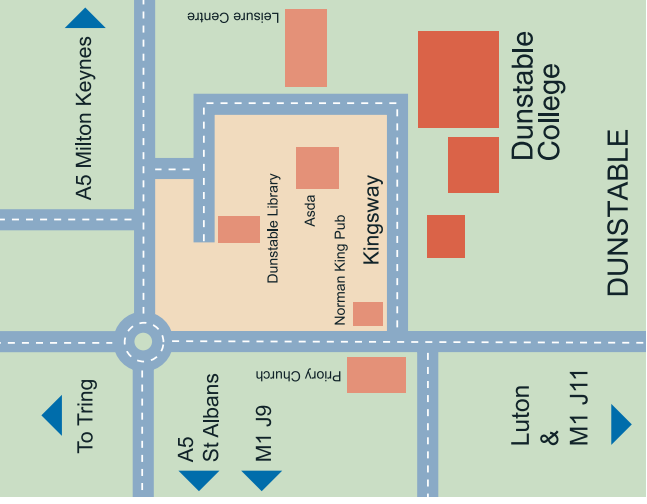 Leisure Centre
A5 Milton Keynes
Dunstable
College
DUNSTABLE
Dunstable Library
Asda
Norman King Pub
Kingsway
Priory Church
To Tring
A5
St Albans
M1 J9
Luton
&
M1 J11